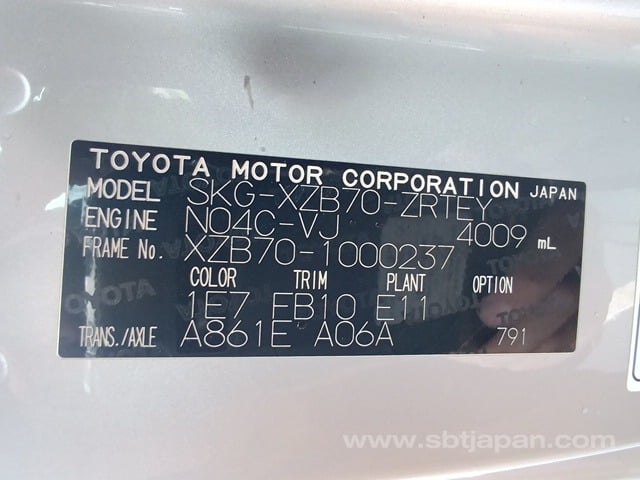 TOYOTA MOTOR CORPORATION JAPAN
MODEL SKG-XZB70-ZRTEY
ENGINE N04C-VJ 4009 mL
FRAME No. XZB70-1000237
COLOR TRIM PLANT OPTION
1E7 FB10 E11
TRANS./AXLE A861E A06A 791
www.sbtjapan.com